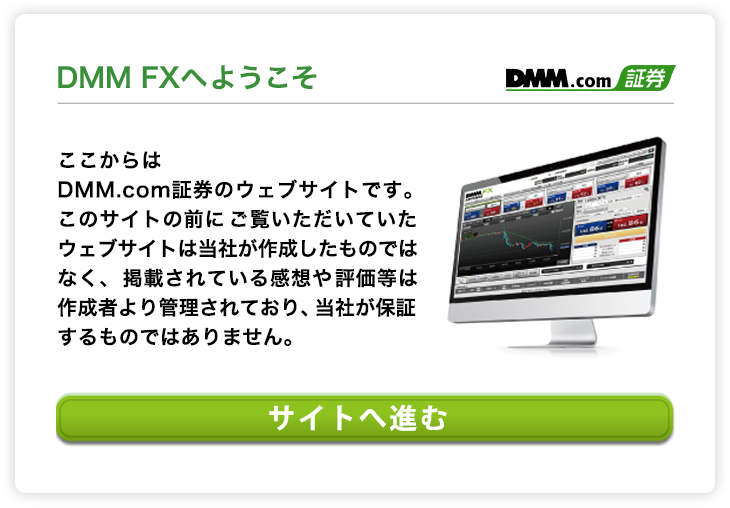 DMM FXへようこそ
DMM.com 証券
ここからは
DMM.com証券のウェブサイトです。
このサイトの前にご覧いただいていた
ウェブサイトは当社が作成したものでは
なく、掲載されている感想や評価等は
作成者より管理されており、当社が保証
するものではありません。
DMM FX
サイトへ進む